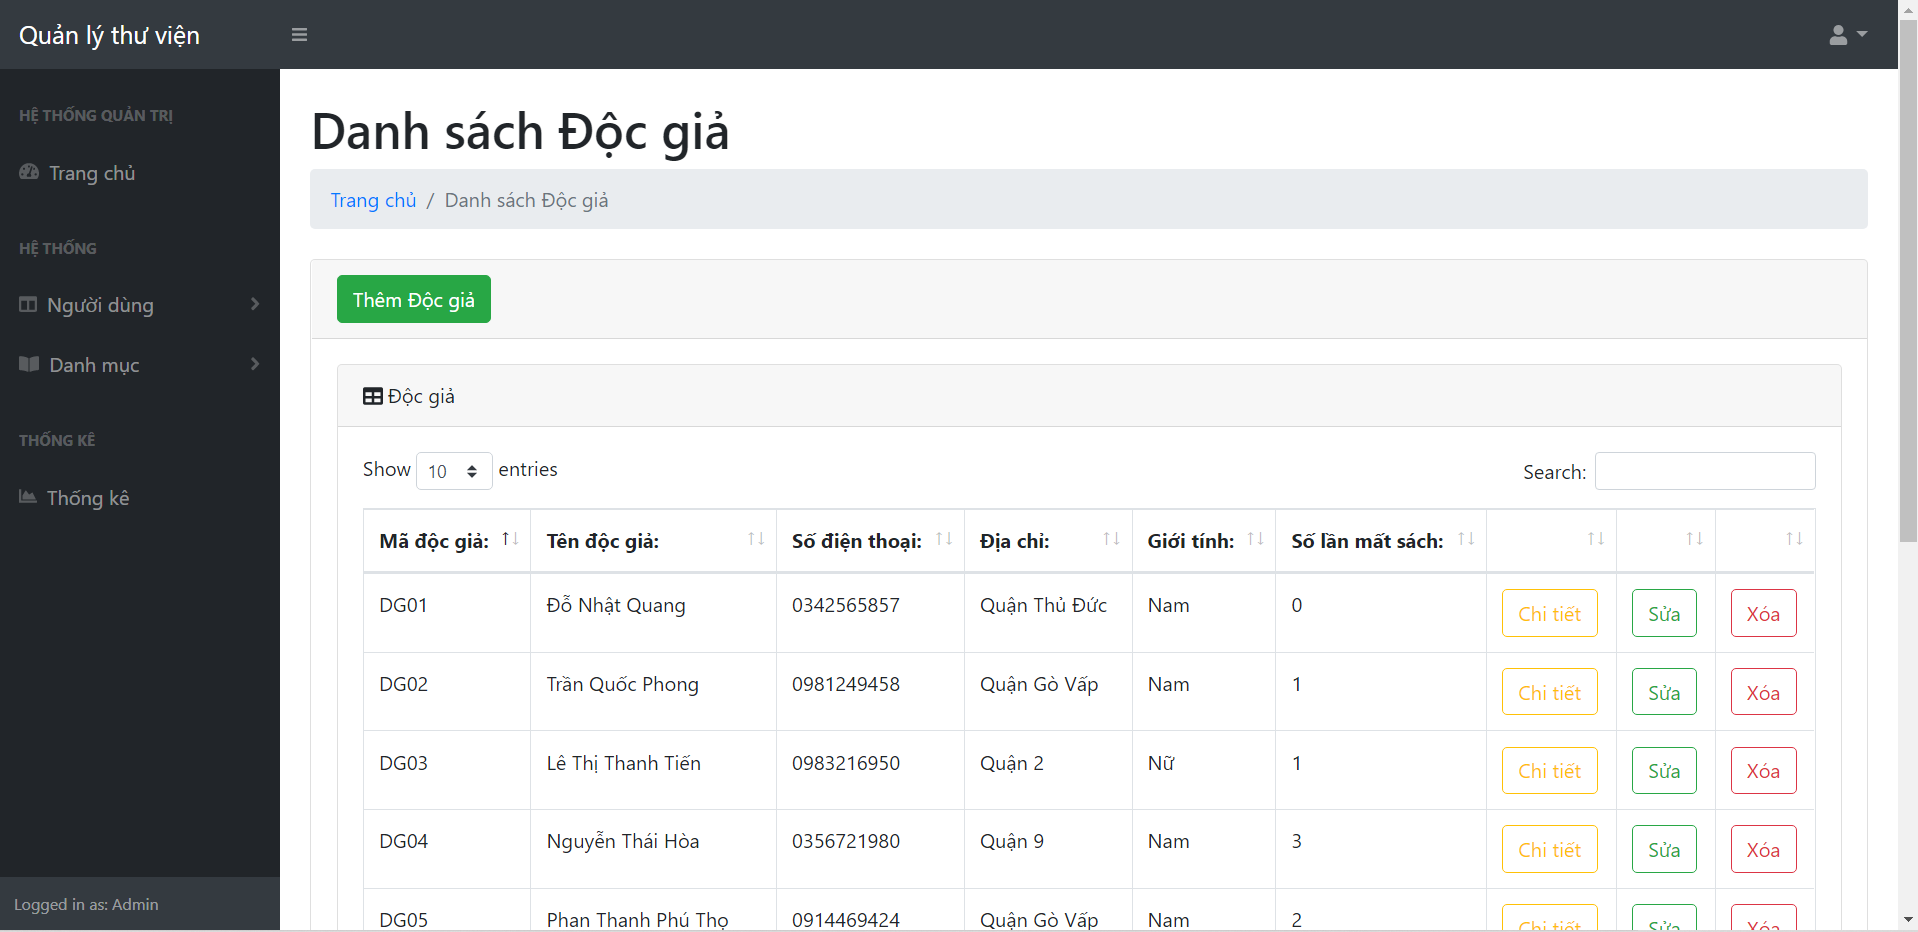 Quản lý thư viện
HỆ THỐNG QUẢN TRỊ
Trang chủ
HỆ THỐNG
Người dùng
Danh mục
THỐNG KÊ
Thống kê
Logged in as: Admin
Danh sách Độc giả
Trang chủ / Danh sách Độc giả
Thêm Độc giả
Độc giả
Show 10 entries Search:
Mã độc giả: Tên độc giả: Số điện thoại: Địa chỉ: Giới tính: Số lần mất sách:
DG01 Đỗ Nhật Quang 0342565857 Quận Thủ Đức Nam 0 Chi tiết Sửa Xóa
DG02 Trần Quốc Phong 0981249458 Quận Gò Vấp Nam 1 Chi tiết Sửa Xóa
DG03 Lê Thị Thanh Tiến 0983216950 Quận 2 Nữ 1 Chi tiết Sửa Xóa
DG04 Nguyễn Thái Hòa 0356721980 Quận 9 Nam 3 Chi tiết Sửa Xóa
DG05 Phan Thanh Phú Thọ 0914469424 Quận Gò Vấp Nam 2 Chi tiết Sửa Xóa